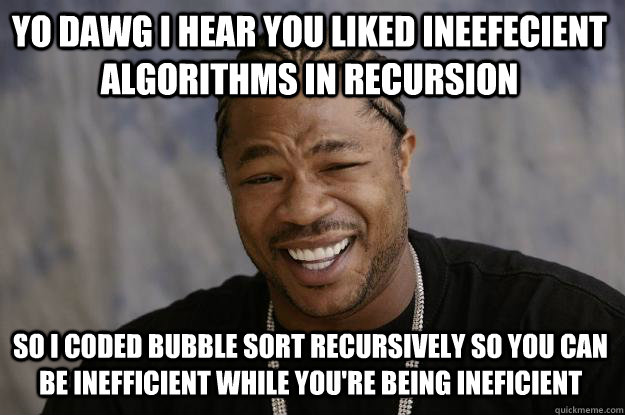 YO DAWG I HEAR YOU LIKED INEEFECIENT
ALGORITHMS IN RECURSION
SO I CODED BUBBLE SORT RECURSIVELY SO YOU CAN
BE INEFFICIENT WHILE YOU'RE BEING INEFICIENT
quickmeme.com